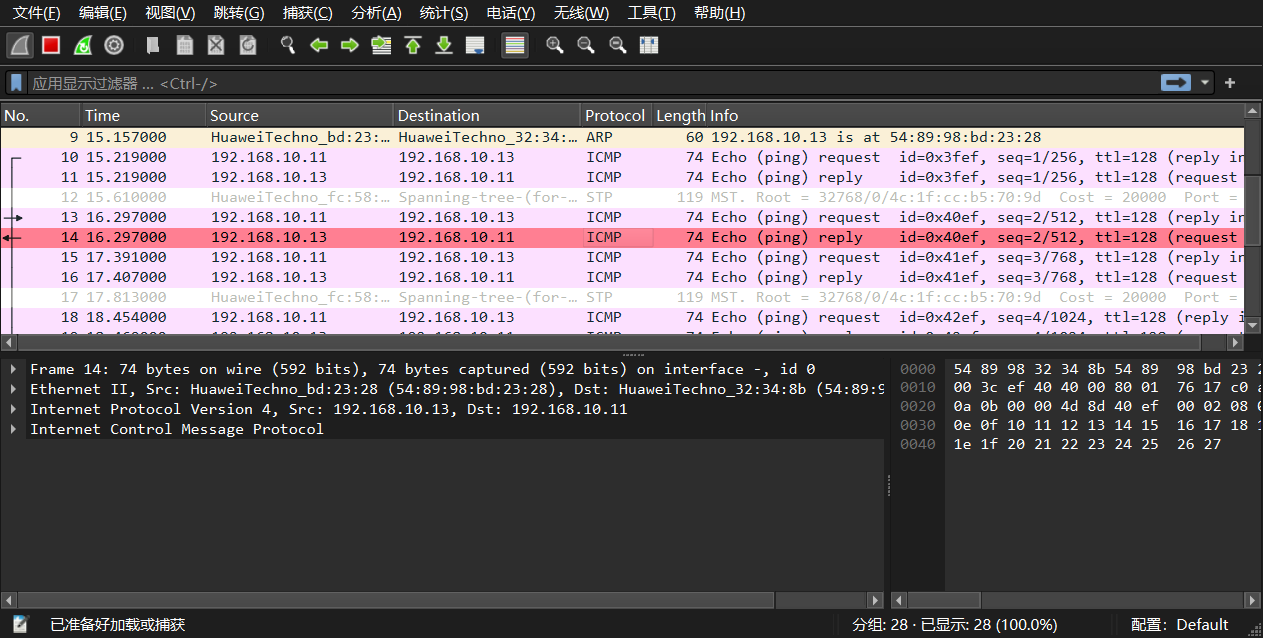 文件(F) 编辑(E) 视图(V) 跳转(G) 捕获(C) 分析(A) 统计(S) 电话(Y) 无线(W) 工具(T) 帮助(H)
应用显示过滤器 … <Ctrl-/>
No. Time Source Destination Protocol Length Info
9 15.157000 HuaweiTechno_bd:23:… HuaweiTechno_32:34:… ARP 60 192.168.10.13 is at 54:89:98:bd:23:28
10 15.219000 192.168.10.11 192.168.10.13 ICMP 74 Echo (ping) request id=0x3fef, seq=1/256, ttl=128 (reply in
11 15.219000 192.168.10.13 192.168.10.11 ICMP 74 Echo (ping) reply id=0x3fef, seq=1/256, ttl=128 (request
12 15.610000 HuaweiTechno_fc:58:… Spanning-tree-(for-… STP 119 MST. Root = 32768/0/4c:1f:cc:b5:70:9d Cost = 20000 Port =
13 16.297000 192.168.10.11 192.168.10.13 ICMP 74 Echo (ping) request id=0x40ef, seq=2/512, ttl=128 (reply in
14 16.297000 192.168.10.13 192.168.10.11 ICMP 74 Echo (ping) reply id=0x40ef, seq=2/512, ttl=128 (request
15 17.391000 192.168.10.11 192.168.10.13 ICMP 74 Echo (ping) request id=0x41ef, seq=3/768, ttl=128 (reply in
16 17.407000 192.168.10.13 192.168.10.11 ICMP 74 Echo (ping) reply id=0x41ef, seq=3/768, ttl=128 (request
17 17.813000 HuaweiTechno_fc:58:… Spanning-tree-(for-… STP 119 MST. Root = 32768/0/4c:1f:cc:b5:70:9d Cost = 20000 Port =
18 18.454000 192.168.10.11 192.168.10.13 ICMP 74 Echo (ping) request id=0x42ef, seq=4/1024, ttl=128 (reply i
Frame 14: 74 bytes on wire (592 bits), 74 bytes captured (592 bits) on interface -, id 0
Ethernet II, Src: HuaweiTechno_bd:23:28 (54:89:98:bd:23:28), Dst: HuaweiTechno_32:34:8b (54:89:9
Internet Protocol Version 4, Src: 192.168.10.13, Dst: 192.168.10.11
Internet Control Message Protocol
0000 54 89 98 32 34 8b 54 89 98 bd 23 2
0010 00 3c ef 40 40 00 80 01 76 17 c0 a
0020 0a 0b 00 00 4d 8d 40 ef 00 02 08 0
0030 0e 0f 10 11 12 13 14 15 16 17 18 1
0040 1e 1f 20 21 22 23 24 25 26 27
已准备好加载或捕获 分组: 28 · 已显示: 28 (100.0%) 配置: Default